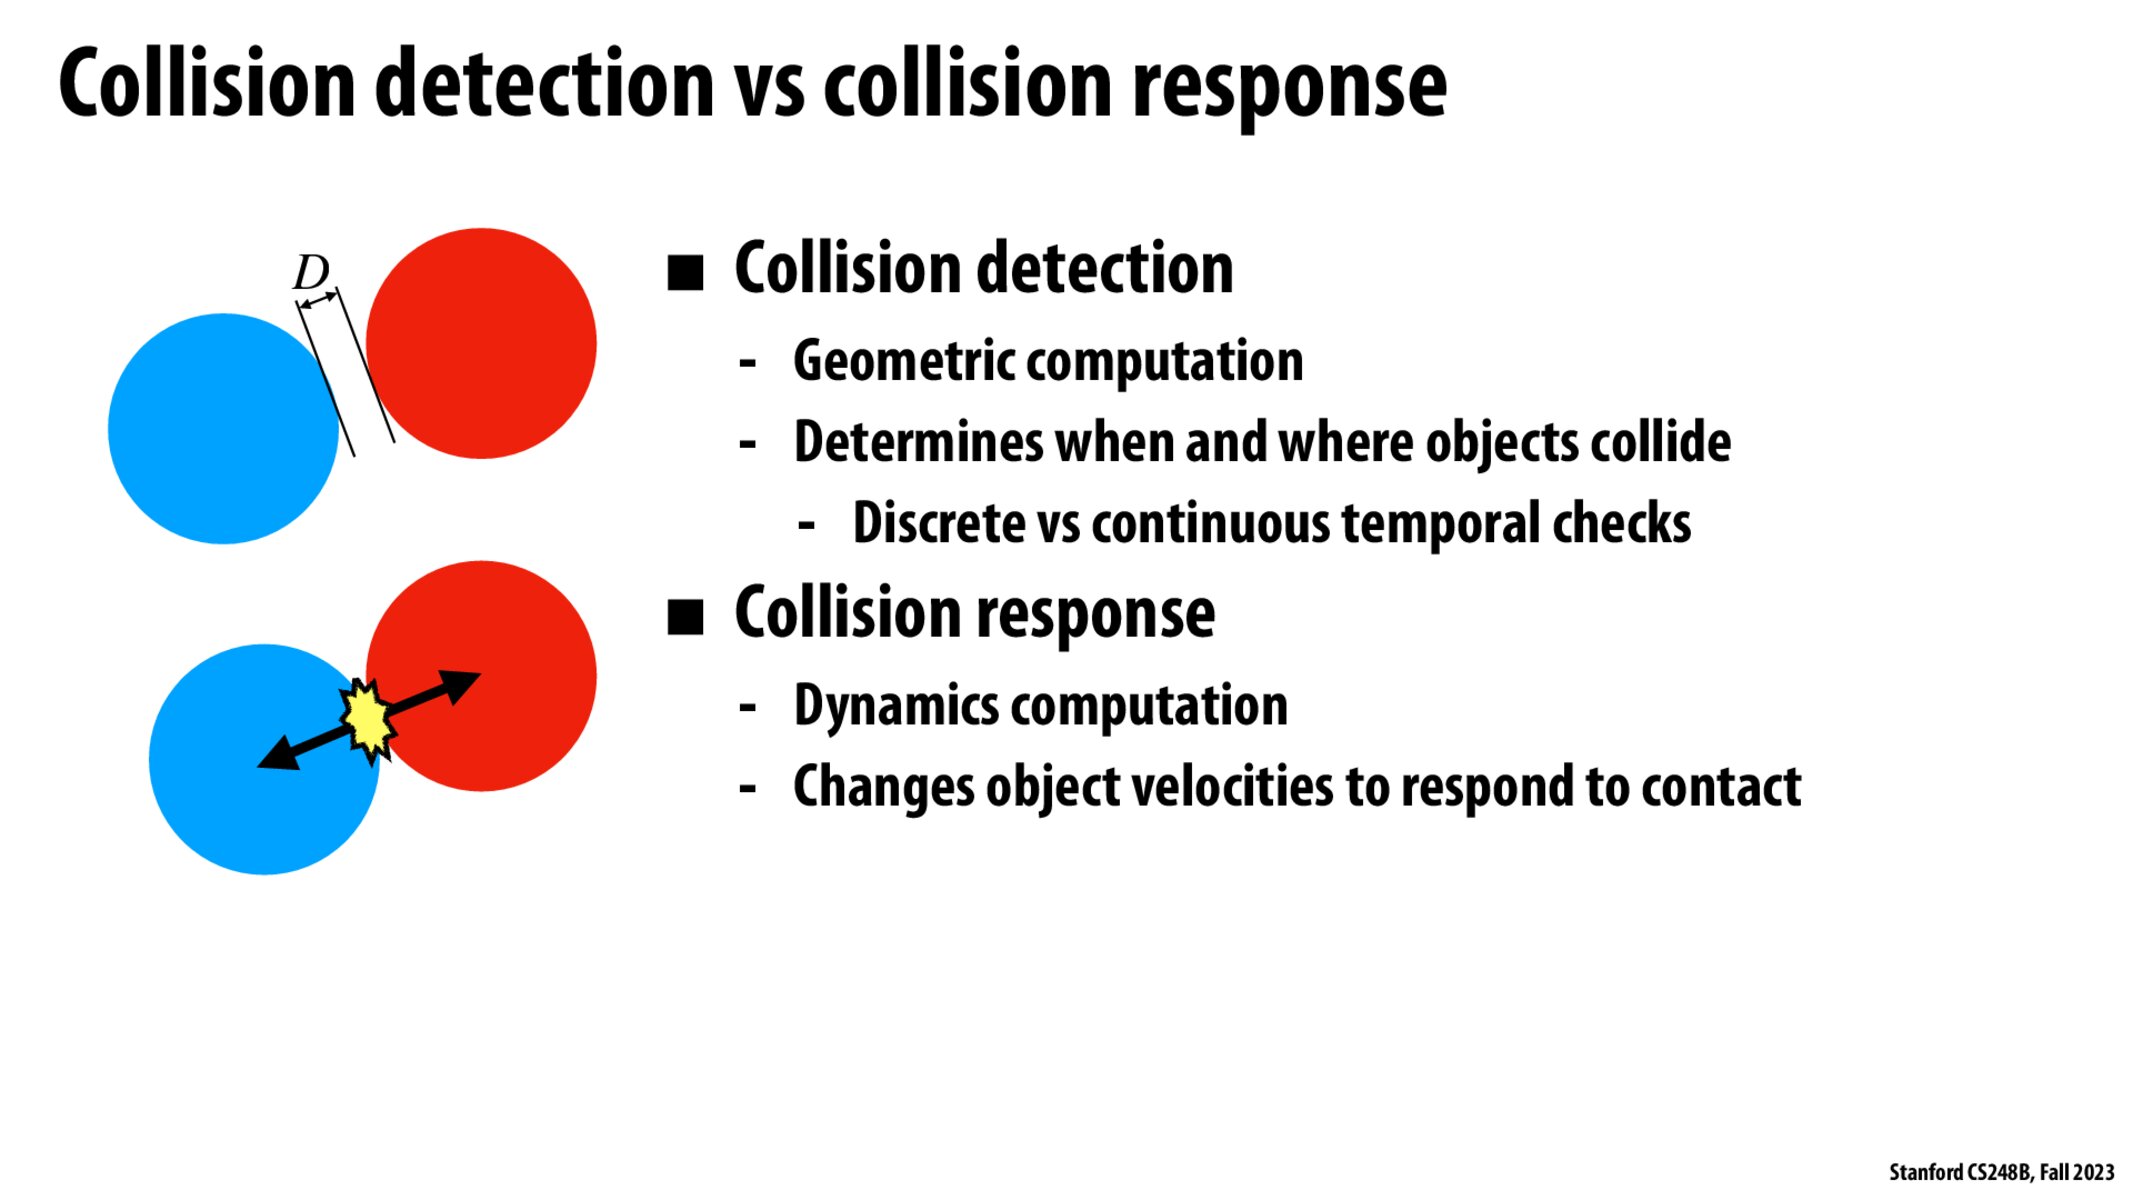 Collision detection vs collision response
D
■ Collision detection
- Geometric computation
- Determines when and where objects collide
- Discrete vs continuous temporal checks
■ Collision response
- Dynamics computation
- Changes object velocities to respond to contact
Stanford CS248B, Fall 2023